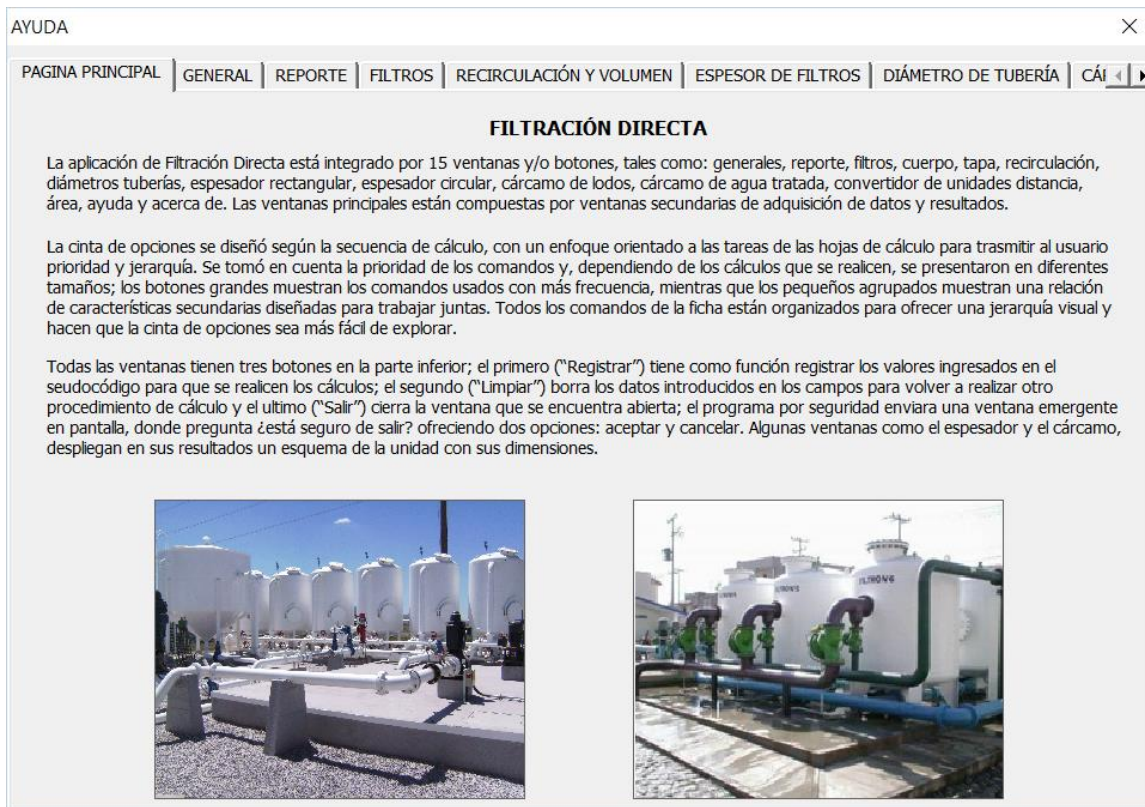 AYUDA
PAGINA PRINCIPAL GENERAL REPORTE FILTROS RECIRCULACIÓN Y VOLUMEN ESPESOR DE FILTROS DIÁMETRO DE TUBERÍA
FILTRACIÓN DIRECTA
La aplicación de Filtración Directa está integrado por 15 ventanas y/o botones, tales como: generales, reporte, filtros, cuerpo, tapa, recirculación,
diámetros tuberías, espesador rectangular, espesador circular, cárcamo de lodos, cárcamo de agua tratada, convertidor de unidades distancia,
área, ayuda y acerca de. Las ventanas principales están compuestas por ventanas secundarias de adquisición de datos y resultados.
La cinta de opciones se diseñó según la secuencia de cálculo, con un enfoque orientado a las tareas de las hojas de cálculo para trasmitir al usuario
prioridad y jerarquía. Se tomó en cuenta la prioridad de los comandos y, dependiendo de los cálculos que se realicen, se presentaron en diferentes
tamaños; los botones grandes muestran los comandos usados con más frecuencia, mientras que los pequeños agrupados muestran una relación
de características secundarias diseñadas para trabajar juntas. Todos los comandos de la ficha están organizados para ofrecer una jerarquía visual y
hacen que la cinta de opciones sea más fácil de explorar.
Todas las ventanas tienen tres botones en la parte inferior; el primero (“Registrar”) tiene como función registrar los valores ingresados en el
seudocódigo para que se realicen los cálculos; el segundo (“Limpiar”) borra los datos introducidos en los campos para volver a realizar otro
procedimiento de cálculo y el ultimo (“Salir”) cierra la ventana que se encuentra abierta; el programa por seguridad enviara una ventana emergente
en pantalla, donde pregunta ¿está seguro de salir? ofreciendo dos opciones: aceptar y cancelar. Algunas ventanas como el espesador y el cárcamo,
despliegan en sus resultados un esquema de la unidad con sus dimensiones.